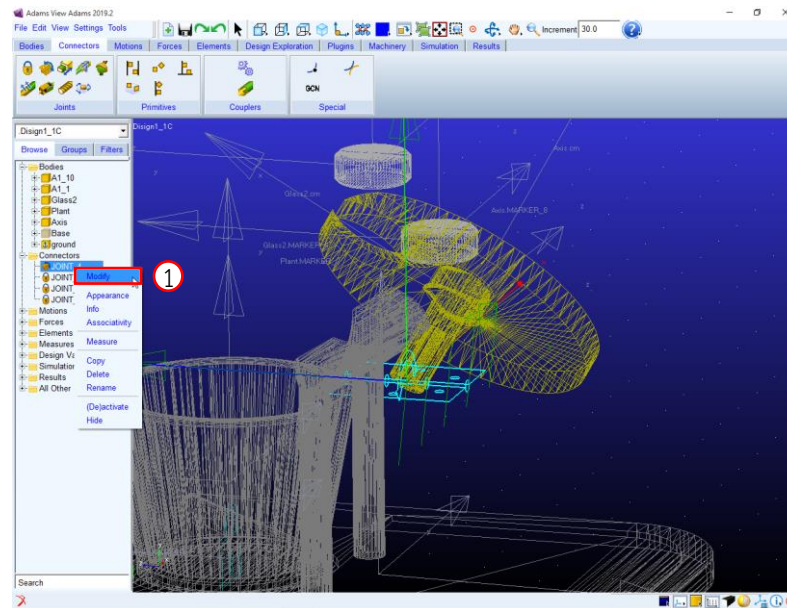 Adams View Adams 2019.2
File Edit View Settings Tools
Increment 30.0
Bodies Connectors Motions Forces Elements Design Exploration Plugins Machinery Simulation Results
GCN
Joints Primitives Couplers Special
Disign1_1C
Disign1_1C
Browse Groups Filters
Bodies
A1_10
A1_1
Glass2
Plant
Axis
Base
ground
Connectors
JOINT_4
Modify
1
JOINT_
JOINT_
Appearance
JOINT_
Info
Motions
Forces
Associativity
Elements
Measures
Measure
Design Va
Simulation
Copy
Results
Delete
All Other
Rename
(De)activate
Hide
Axis.cm
Glass2.cm
Axis.MARKER_8
Glass2.MARKER
Plant.MARKE
Search